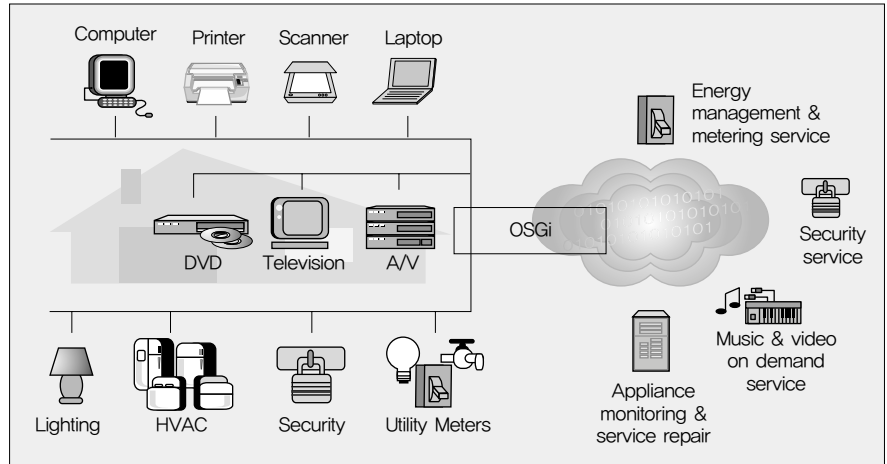 Computer
Printer
Scanner
Laptop
Energy
management &
metering service
OSGi
Security
service
DVD
Television
A/V
Music & video
on demand
service
Appliance
monitoring &
service repair
Lighting
HVAC
Security
Utility Meters